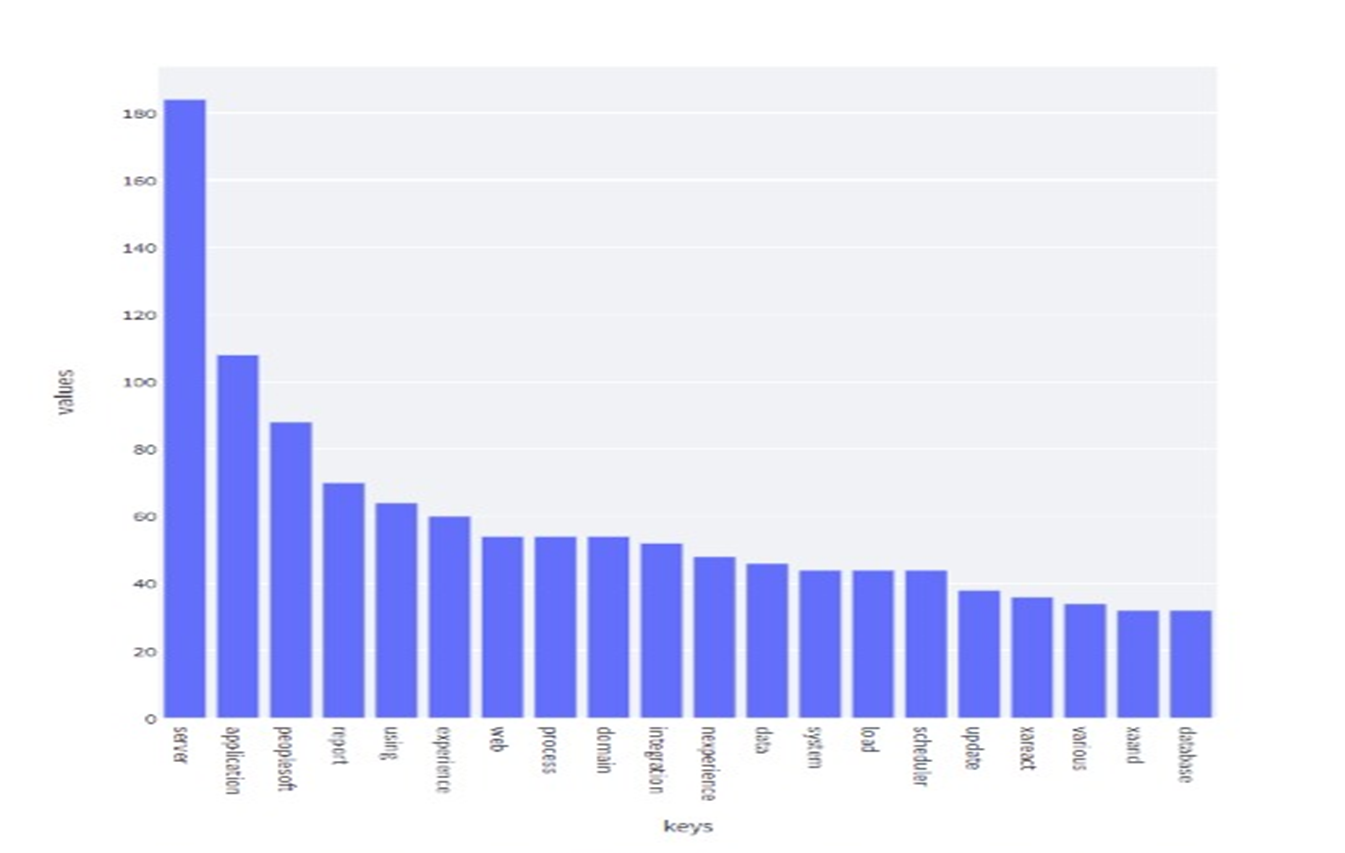 180
160
140
120
100
80
60
40
20
0
values
server
application
peoplesoft
report
using
experience
web
process
domain
integration
nexperience
data
system
load
scheduler
update
xareact
various
xaand
database
keys